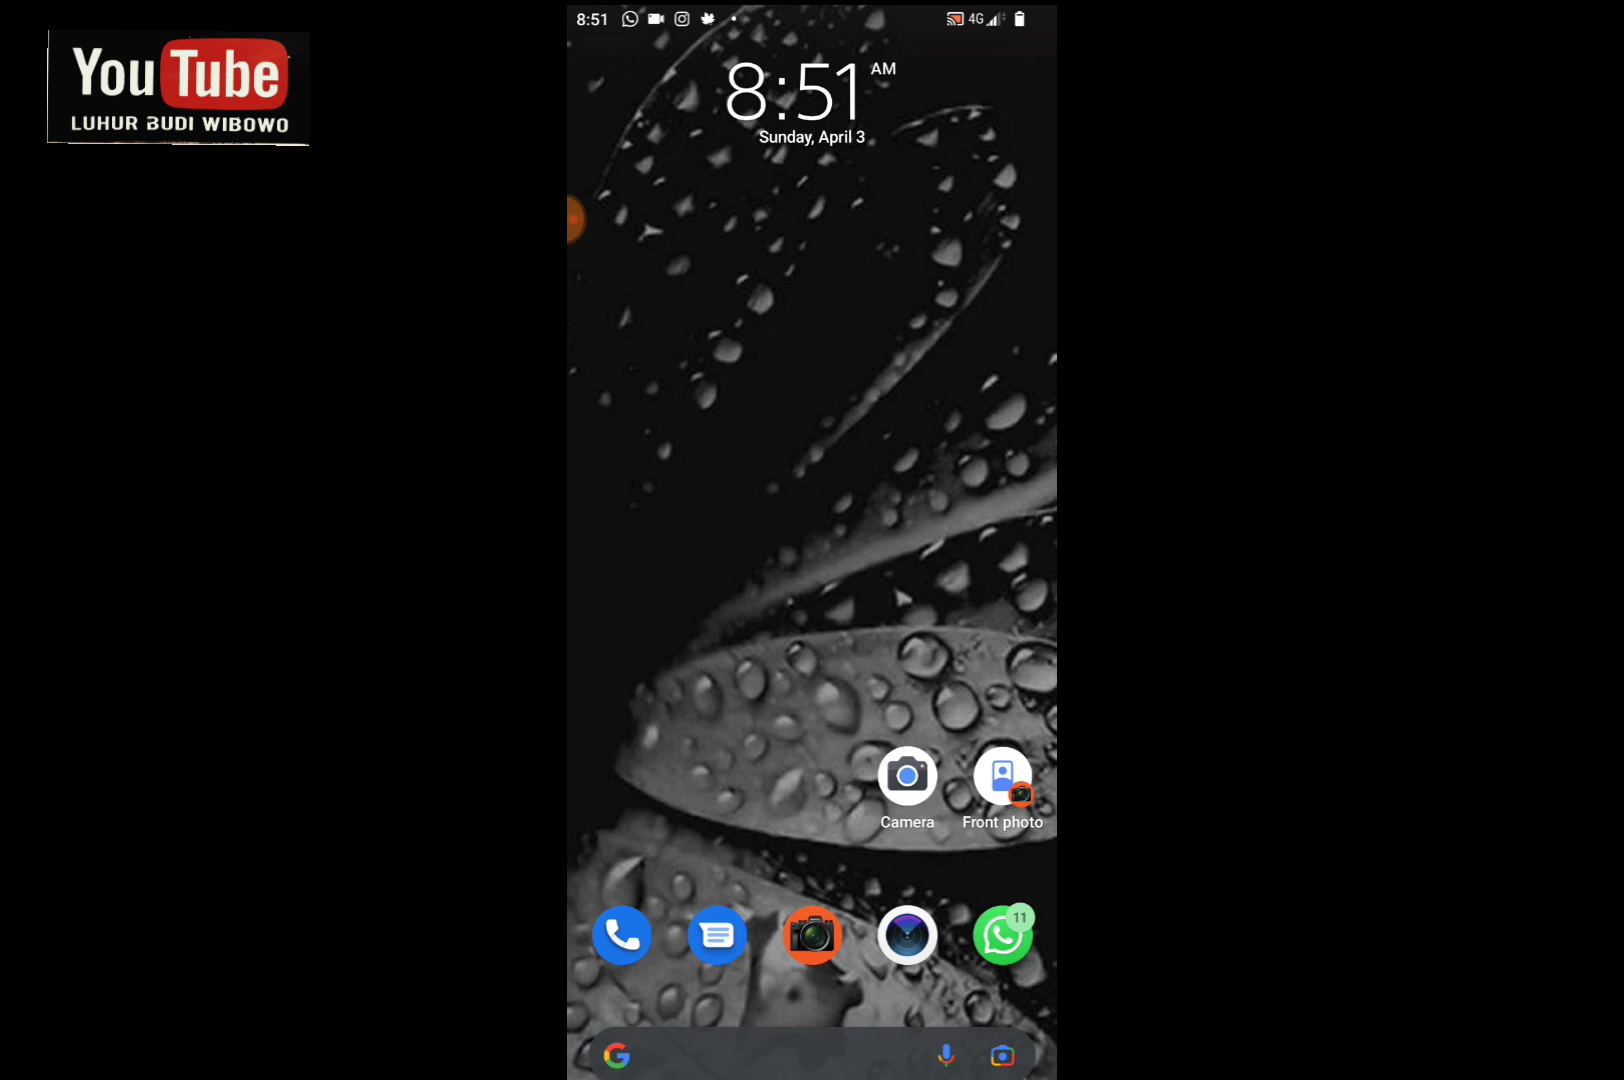 YouTube
LUHUR BUDI WIBOWO
8:51
4G
8:51 AM
Sunday, April 3
Camera
Front photo
11